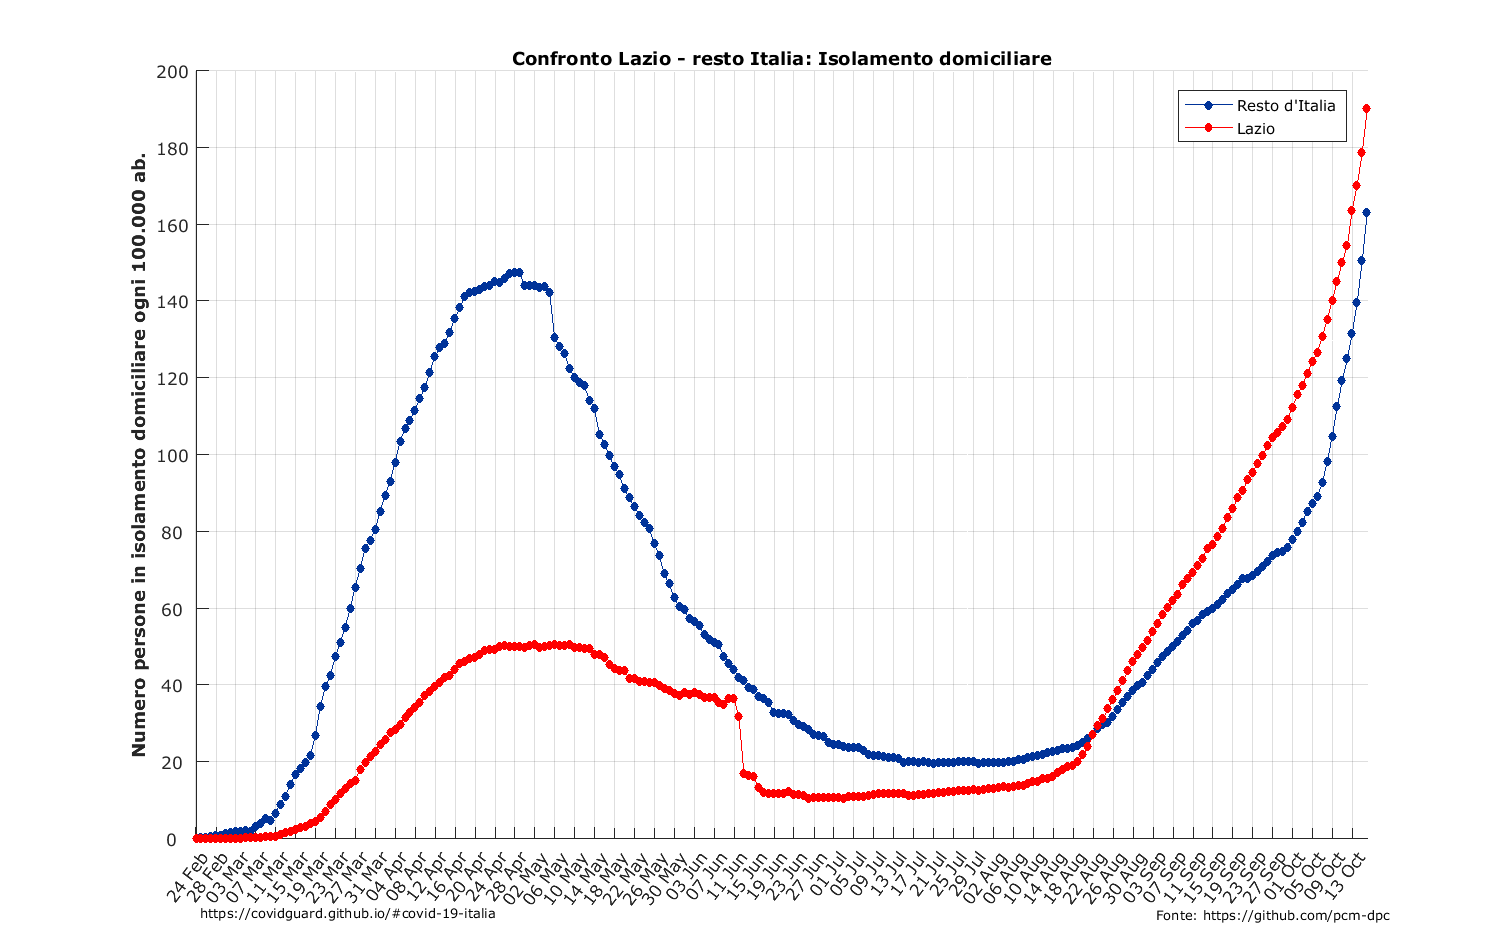 Confronto Lazio - resto Italia: Isolamento domiciliare
Resto d'Italia
Lazio
Numero persone in isolamento domiciliare ogni 100.000 ab.
200
180
160
140
120
100
80
60
40
20
0
24 Feb
28 Feb
03 Mar
07 Mar
11 Mar
15 Mar
19 Mar
23 Mar
27 Mar
31 Mar
04 Apr
08 Apr
12 Apr
16 Apr
20 Apr
24 Apr
28 Apr
02 May
06 May
10 May
14 May
18 May
22 May
26 May
30 May
03 Jun
07 Jun
11 Jun
15 Jun
19 Jun
23 Jun
27 Jun
01 Jul
05 Jul
09 Jul
13 Jul
17 Jul
21 Jul
25 Jul
29 Jul
02 Aug
06 Aug
10 Aug
14 Aug
18 Aug
22 Aug
26 Aug
30 Aug
03 Sep
07 Sep
11 Sep
15 Sep
19 Sep
23 Sep
27 Sep
01 Oct
05 Oct
09 Oct
13 Oct
https://covidguard.github.io/#covid-19-italia
Fonte: https://github.com/pcm-dpc